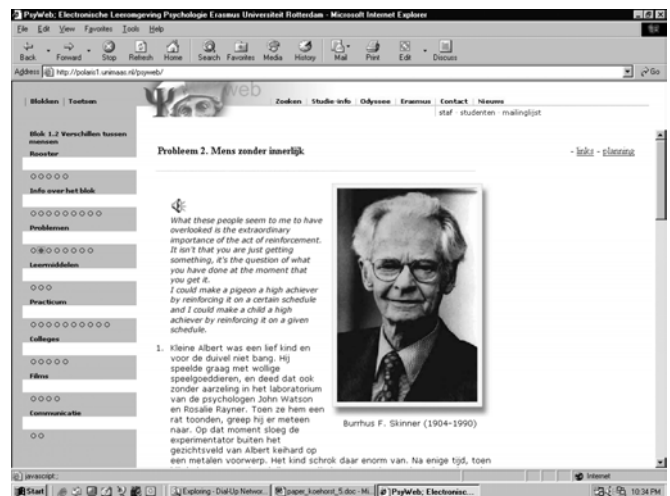 PsyWeb; Electronische Leeromgeving Psychologie Erasmus Universiteit Rotterdam - Microsoft Internet Explorer
File Edit View Favorites Tools Help
Back Forward Stop Refresh Home Search Favorites Media History Mail Print Edit Discuss
Address http://polaris1.unimaas.nl/psyweb/ Go
web
Blokken | Toetsen
Zoeken | Studie-info | Odyssee | Erasmus | Contact | Nieuws
staf · studenten · mailinglijst
Blok 1.2 Verschillen tussen
mensen
Rooster
Info over het blok
Problemen
Leermiddelen
Practicum
Colleges
Films
Communicatie
Probleem 2. Mens zonder innerlijk
- links - planning
What these people seem to me to have
overlooked is the extraordinary
importance of the act of reinforcement.
It isn't that you are just getting
something, it's the question of what
you have done at the moment that
you get it.
I could make a pigeon a high achiever
by reinforcing it on a certain schedule
and I could make a child a high
achiever by reinforcing it on a given
schedule.
1. Kleine Albert was een lief kind en
voor de duivel niet bang. Hij
speelde graag met wollige
speelgoeddieren, en deed dat ook
zonder aarzeling in het laboratorium
van de psychologen John Watson
en Rosalie Rayner. Toen ze hem een
rat toonden, greep hij er meteen
naar. Op dat moment sloeg de
experimentator buiten het
gezichtsveld van Albert keihard op
een metalen voorwerp. Het kind schrok daar enorm van. Na enige tijd, toen
Burrhus F. Skinner (1904-1990)
javascript:;
Internet
Start
Exploring - Dial-Up Networ...
paper_koehorst_5.doc - Mi...
PsyWeb; Electronisc...
10:34 PM